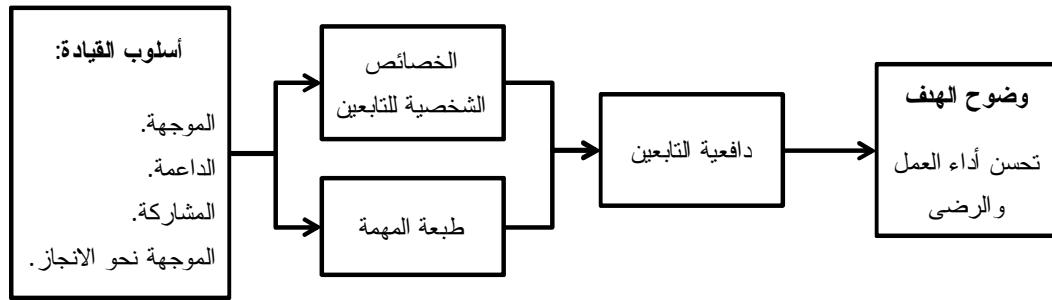 أسلوب القيادة:
الموجهة.
الداعمة.
المشاركة.
الموجهة نحو الانجاز.
الخصائص
الشخصية للتابعين
طبعة المهمة
دافعية التابعين
وضوح الهدف
تحسن أداء العمل
والرضى